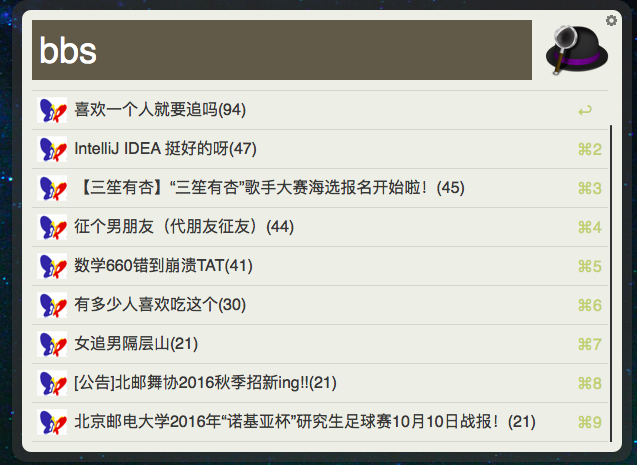 bbs
喜欢一个人就要追吗(94)
↩
IntelliJ IDEA 挺好的呀(47)
⌘2
【三笙有杏】“三笙有杏”歌手大赛海选报名开始啦！(45)
⌘3
征个男朋友（代朋友征友）(44)
⌘4
数学660错到崩溃TAT(41)
⌘5
有多少人喜欢吃这个(30)
⌘6
女追男隔层山(21)
⌘7
[公告]北邮舞协2016秋季招新ing!!(21)
⌘8
北京邮电大学2016年“诺基亚杯”研究生足球赛10月10日战报！(21)
⌘9